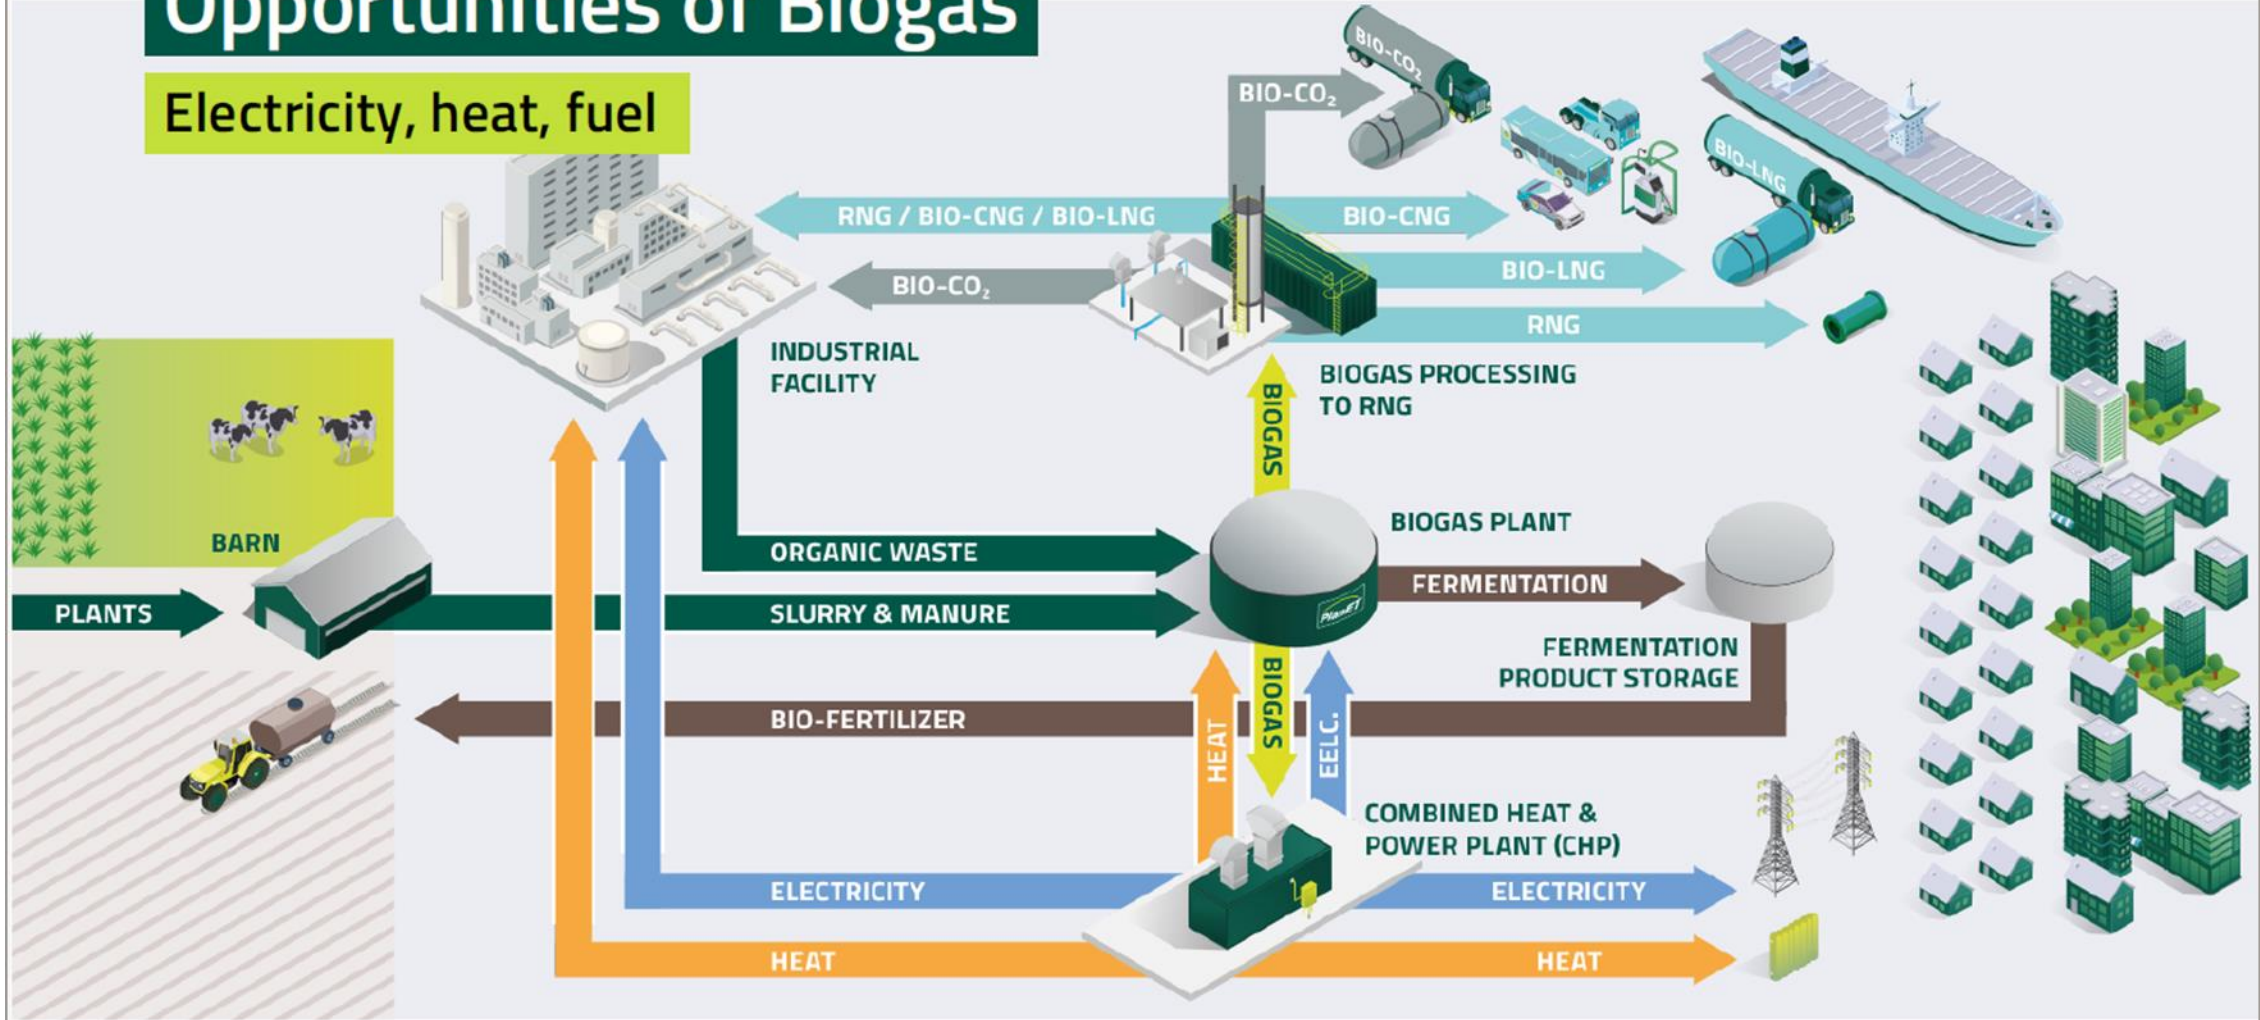 Opportunities of Biogas
Electricity, heat, fuel
BIO-CO₂
BIO-CO₂
BIO-LNG
RNG / BIO-CNG / BIO-LNG
BIO-CNG
BIO-LNG
BIO-CO₂
RNG
INDUSTRIAL
FACILITY
BIOGAS PROCESSING
TO RNG
BIOGAS
BARN
BIOGAS PLANT
ORGANIC WASTE
FERMENTATION
PLANTS
SLURRY & MANURE
PlanET
FERMENTATION
PRODUCT STORAGE
BIO-FERTILIZER
HEAT
BIOGAS
EELC.
COMBINED HEAT &
POWER PLANT (CHP)
ELECTRICITY
ELECTRICITY
HEAT
HEAT